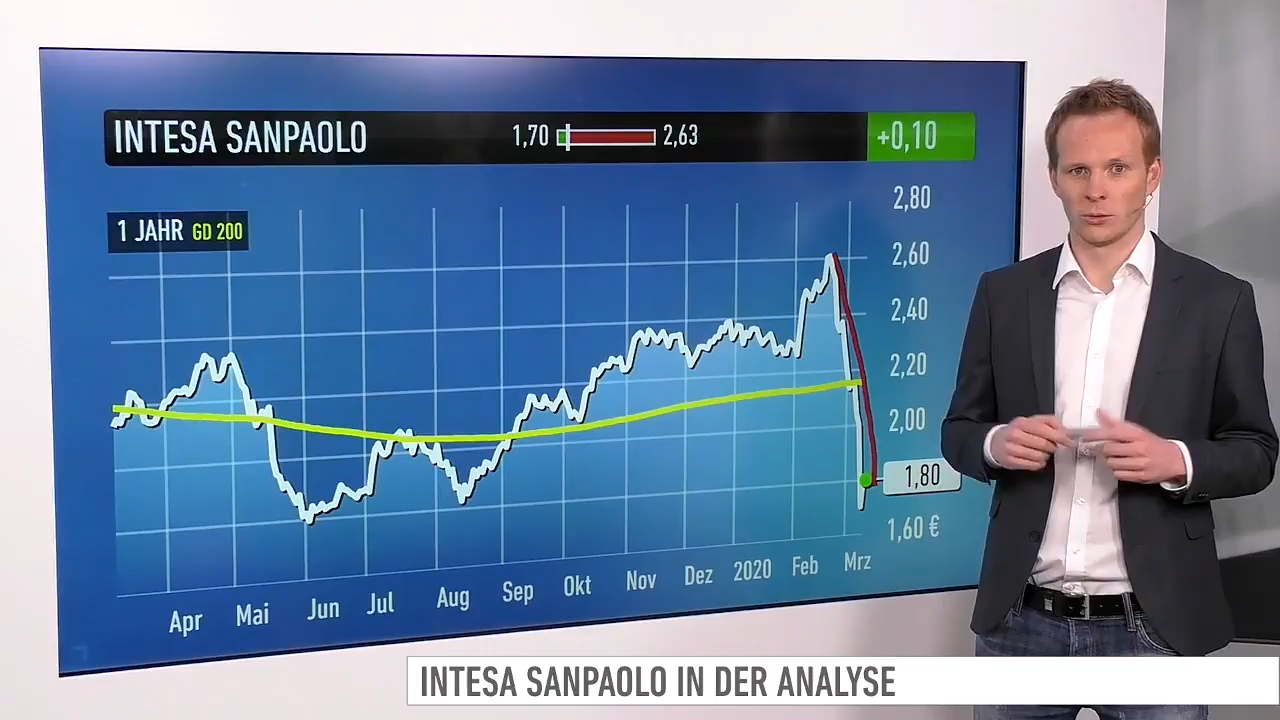 INTESA SANPAOLO
1,70 2,63
+0,10
1 JAHR GD 200
2,80
2,60
2,40
2,20
2,00
1,80
1,60 €
Apr Mai Jun Jul Aug Sep Okt Nov Dez 2020 Feb Mrz
INTESA SANPAOLO IN DER ANALYSE